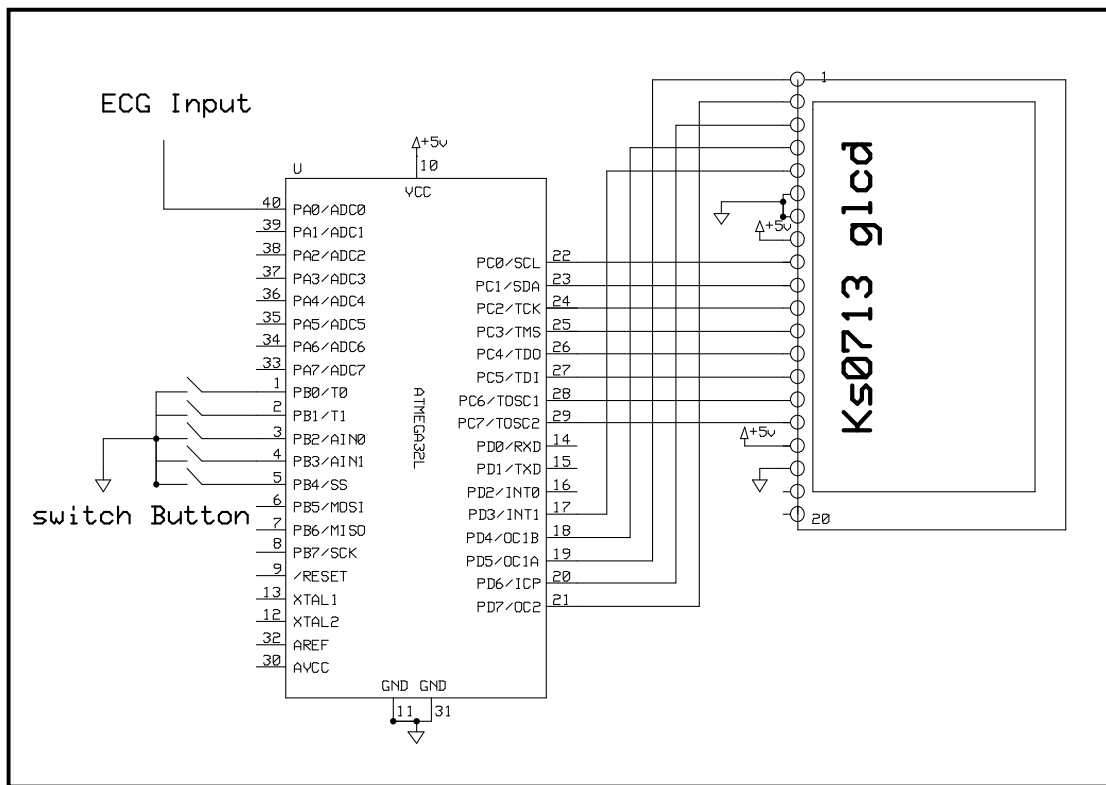 ECG Input
+5v
U
10
VCC
40 PA0/ADC0
39 PA1/ADC1
38 PA2/ADC2
37 PA3/ADC3
36 PA4/ADC4
35 PA5/ADC5
34 PA6/ADC6
33 PA7/ADC7
1 PB0/T0
2 PB1/T1
3 PB2/AIN0
4 PB3/AIN1
5 PB4/SS
6 PB5/MOSI
7 PB6/MISO
8 PB7/SCK
9 /RESET
13 XTAL1
12 XTAL2
32 AREF
30 AVCC
switch Button
ATMEGA32L
PC0/SCL 22
PC1/SDA 23
PC2/TCK 24
PC3/TMS 25
PC4/TDO 26
PC5/TDI 27
PC6/TOSC1 28
PC7/TOSC2 29
PD0/RXD 14
PD1/TXD 15
PD2/INT0 16
PD3/INT1 17
PD4/OC1B 18
PD5/OC1A 19
PD6/ICP 20
PD7/OC2 21
GND GND
11 31
1
+5v
+5v
20
Ks0713 glcd